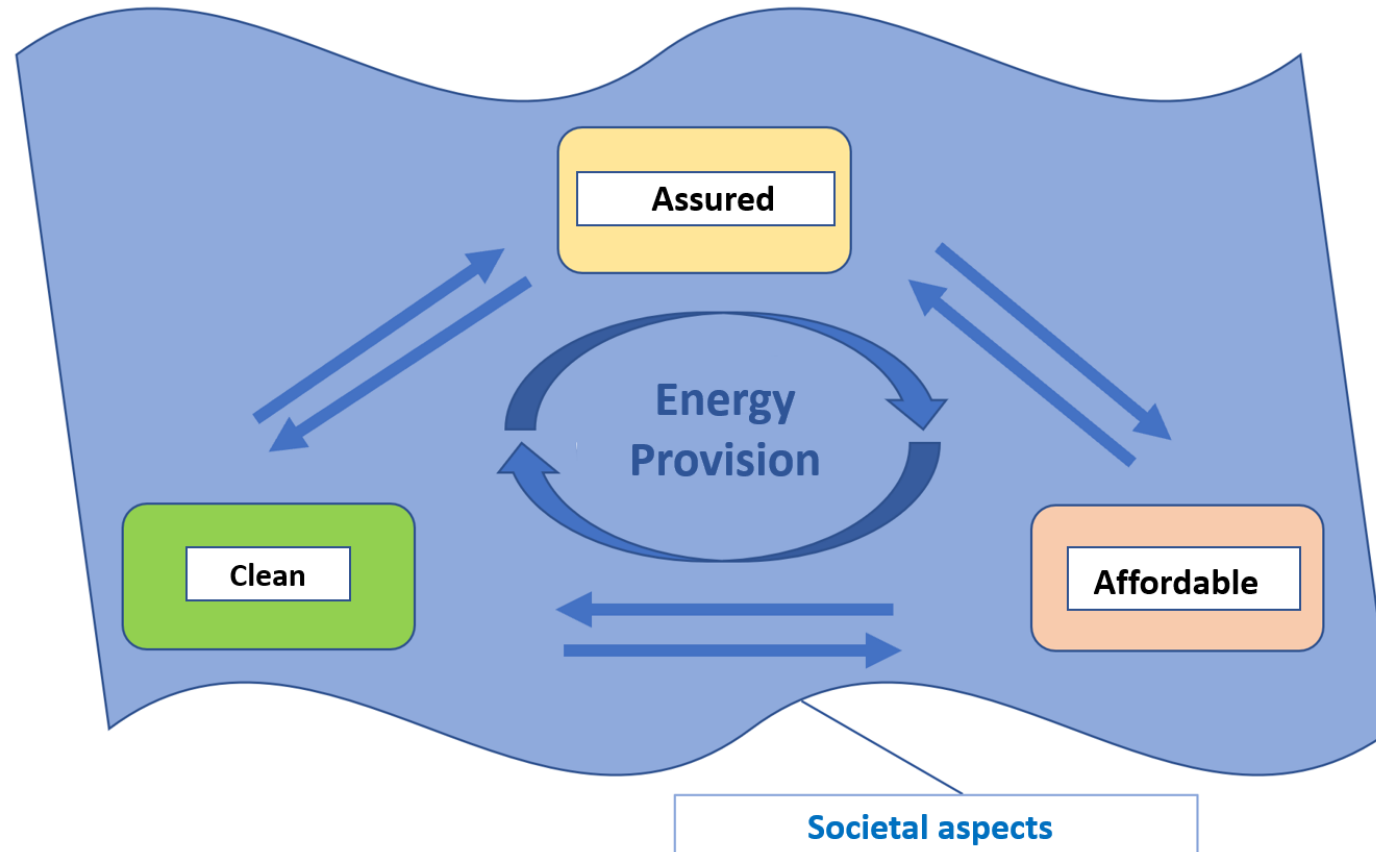 Assured
Energy
Provision
Clean
Affordable
Societal aspects